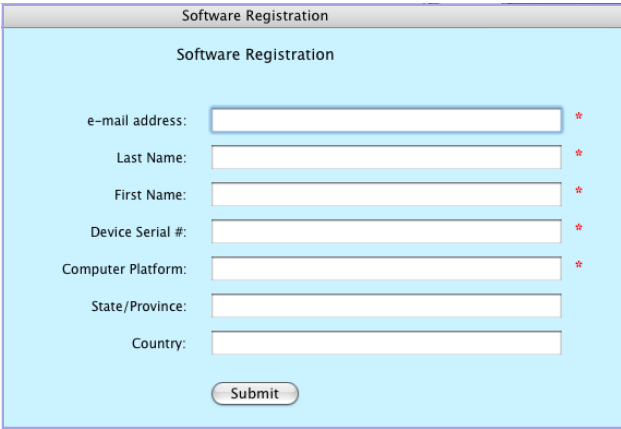 Software Registration
Software Registration
e-mail address: *
Last Name: *
First Name: *
Device Serial #: *
Computer Platform: *
State/Province:
Country:
Submit